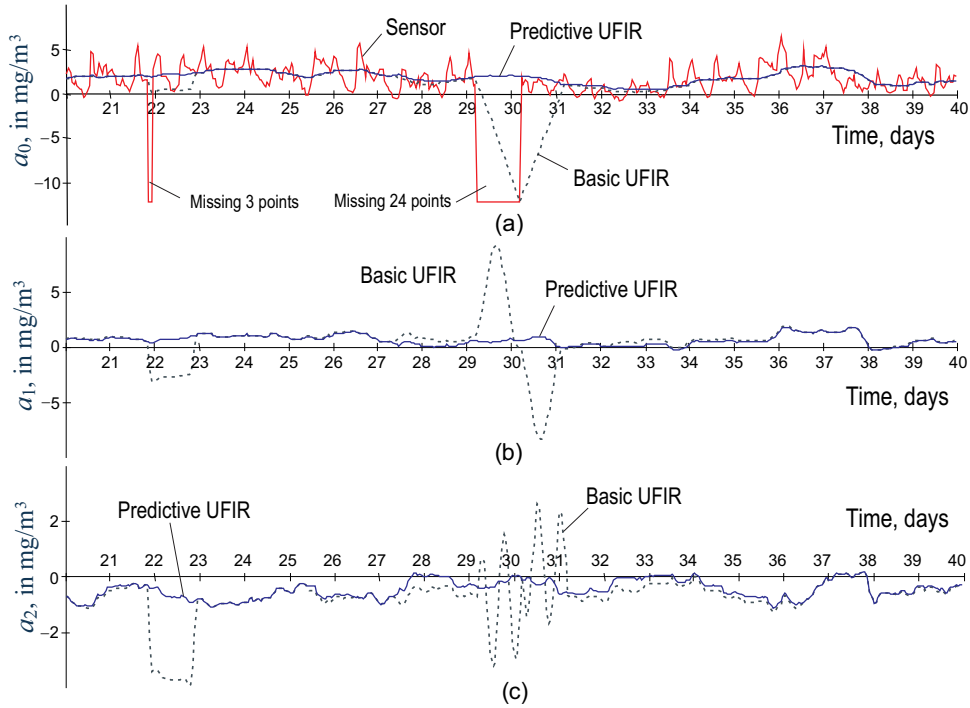 Sensor
Predictive UFIR
5
0
−5
−10
a0, in mg/m³
21 22 23 24 25 26 27 28 29 30 31 32 33 34 35 36 37 38 39 40
Time, days
Basic UFIR
Missing 3 points
Missing 24 points
(a)
Basic UFIR
Predictive UFIR
5
0
−5
a1, in mg/m³
21 22 23 24 25 26 27 28 29 30 31 32 33 34 35 36 37 38 39 40
Time, days
(b)
Basic UFIR
Predictive UFIR
Time, days
2
0
−2
a2, in mg/m³
21 22 23 24 25 26 27 28 29 30 31 32 33 34 35 36 37 38 39 40
(c)